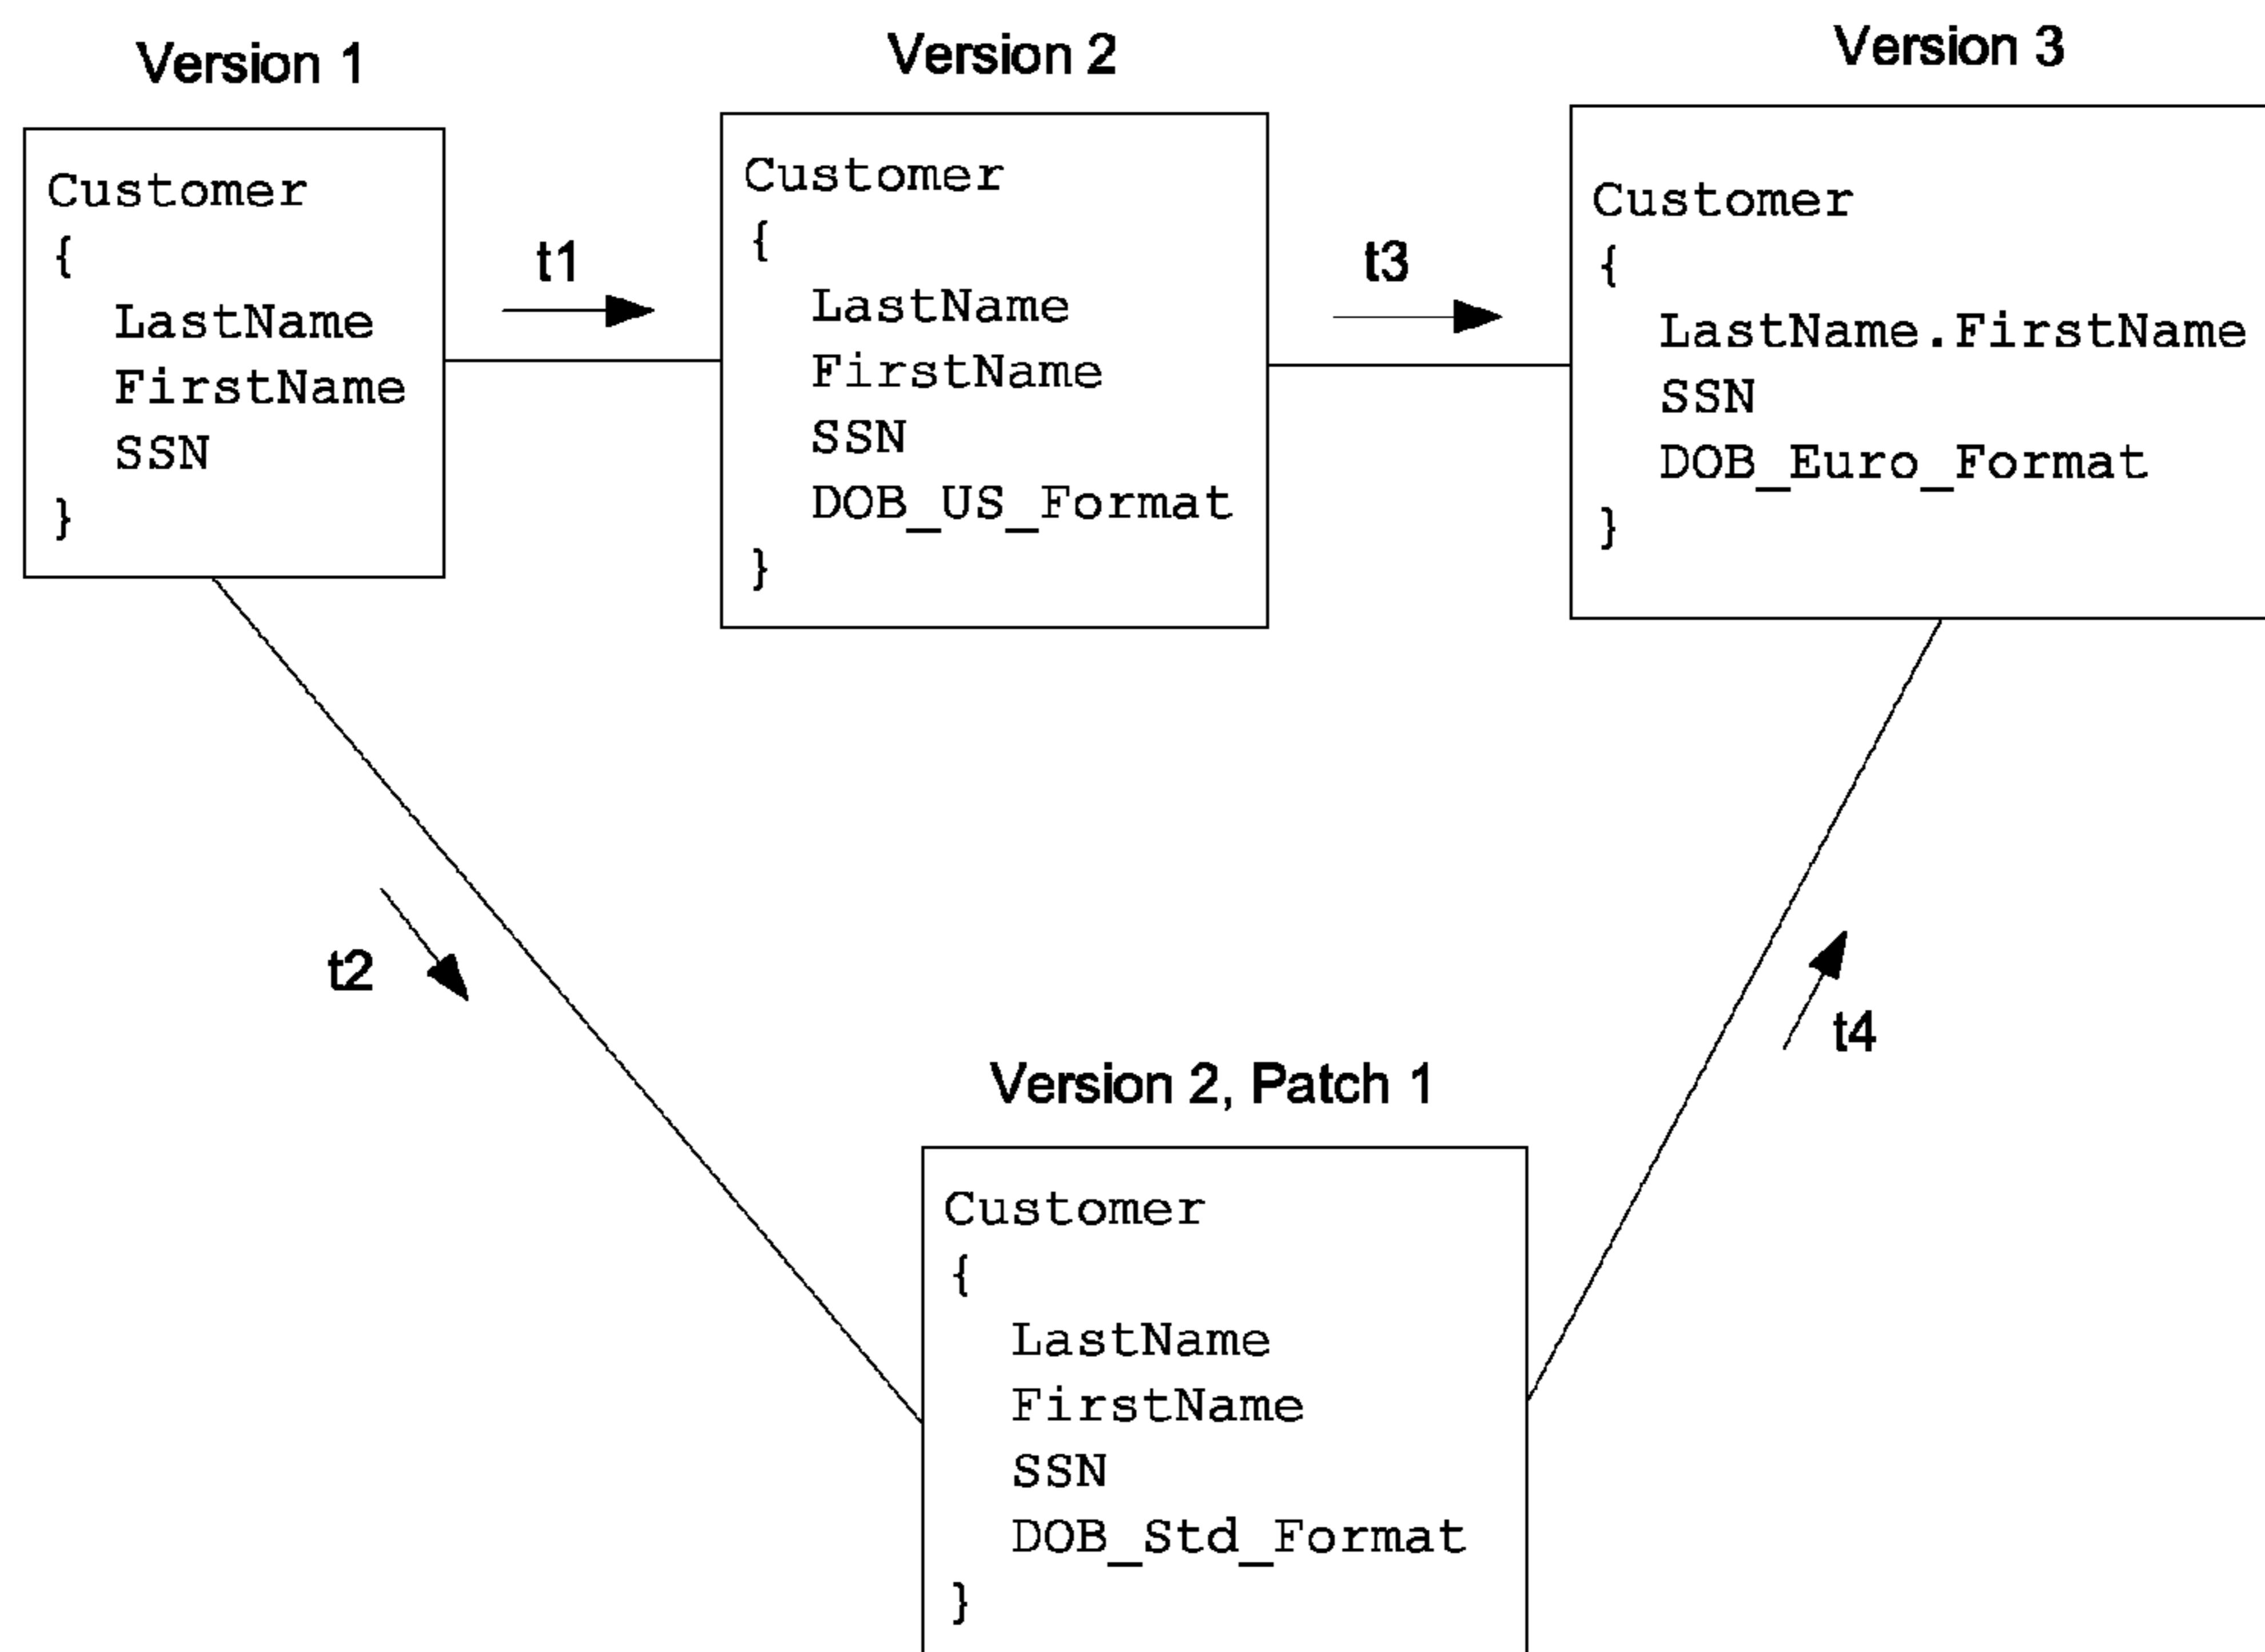 Version 1
Customer
{
LastName
FirstName
SSN
}
t1
Version 2
Customer
{
LastName
FirstName
SSN
DOB_US_Format
}
t3
Version 3
Customer
{
LastName.FirstName
SSN
DOB_Euro_Format
}
t2
t4
Version 2, Patch 1
Customer
{
LastName
FirstName
SSN
DOB_Std_Format
}